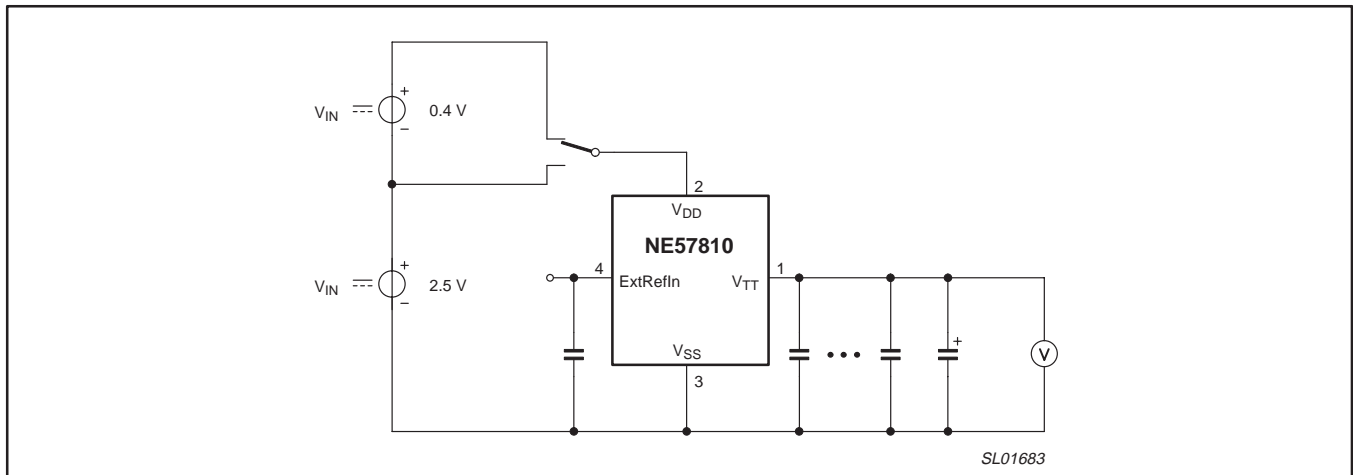 +
V_IN 0.4 V
−
2
V_DD
NE57810
+
V_IN 2.5 V
−
4 ExtRefIn V_TT 1
+
V
V_SS
3
SL01683